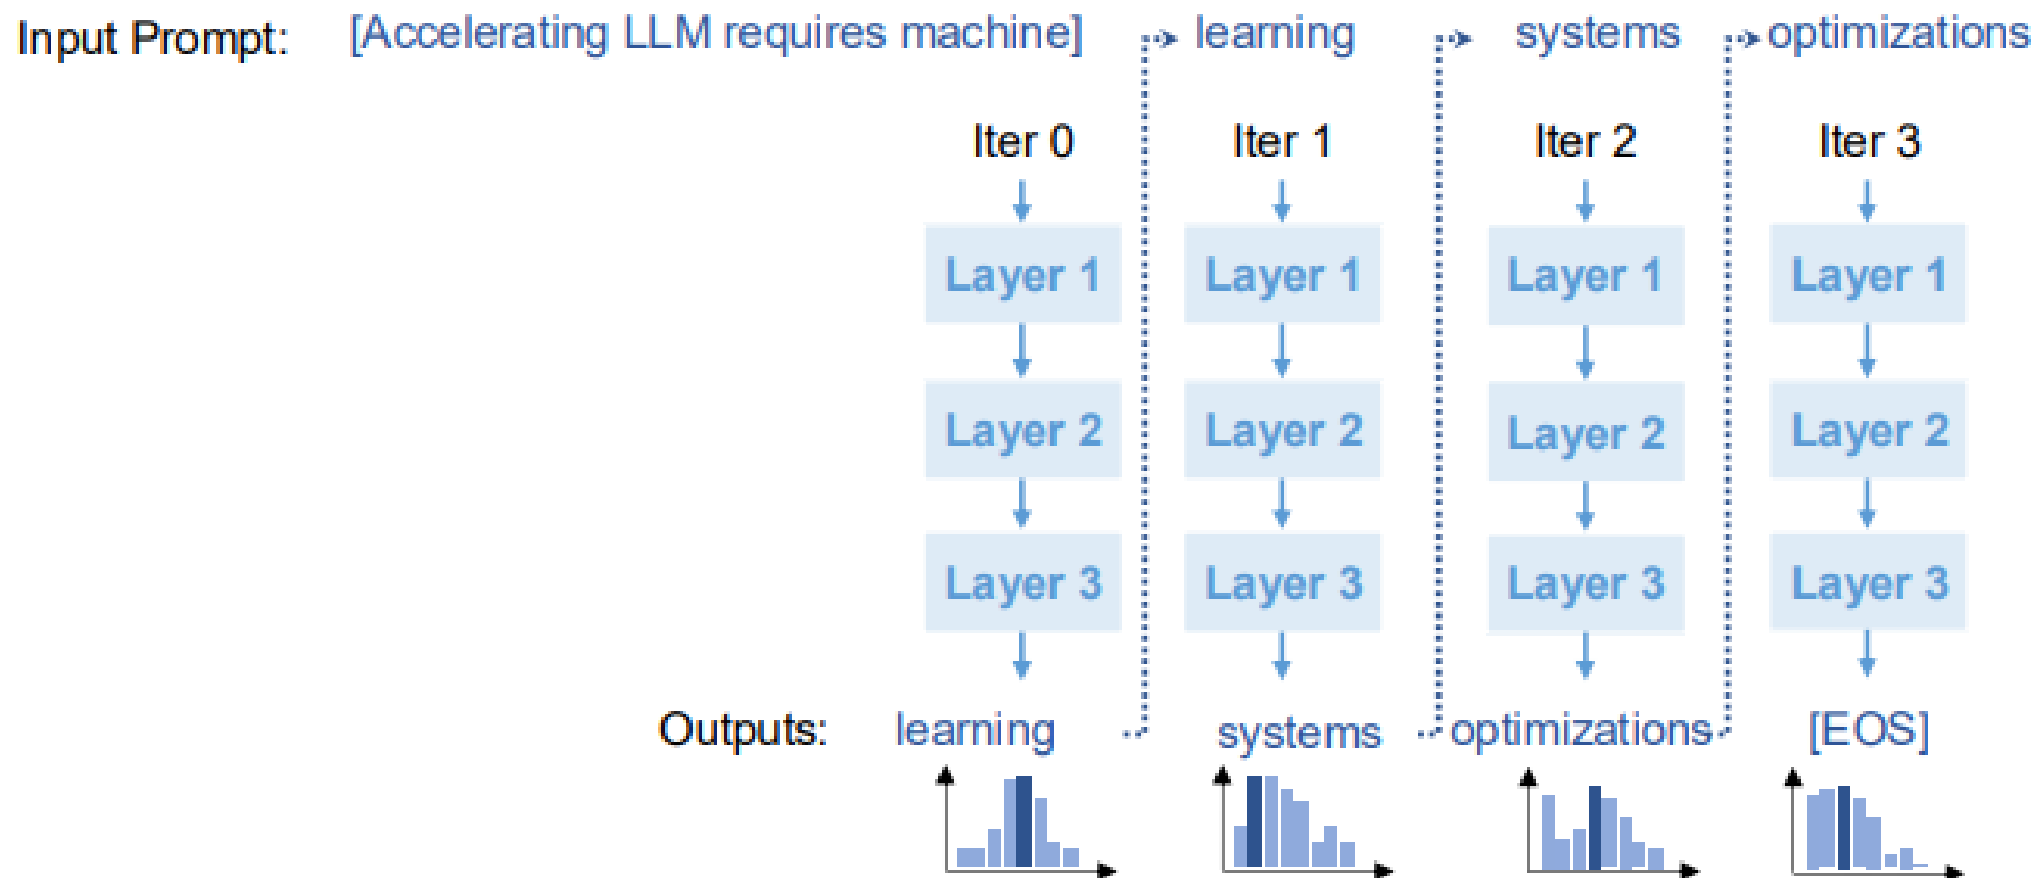 Input Prompt: [Accelerating LLM requires machine] learning systems optimizations
Iter 0 Iter 1 Iter 2 Iter 3
Layer 1 Layer 1 Layer 1 Layer 1
Layer 2 Layer 2 Layer 2 Layer 2
Layer 3 Layer 3 Layer 3 Layer 3
Outputs: learning systems optimizations [EOS]